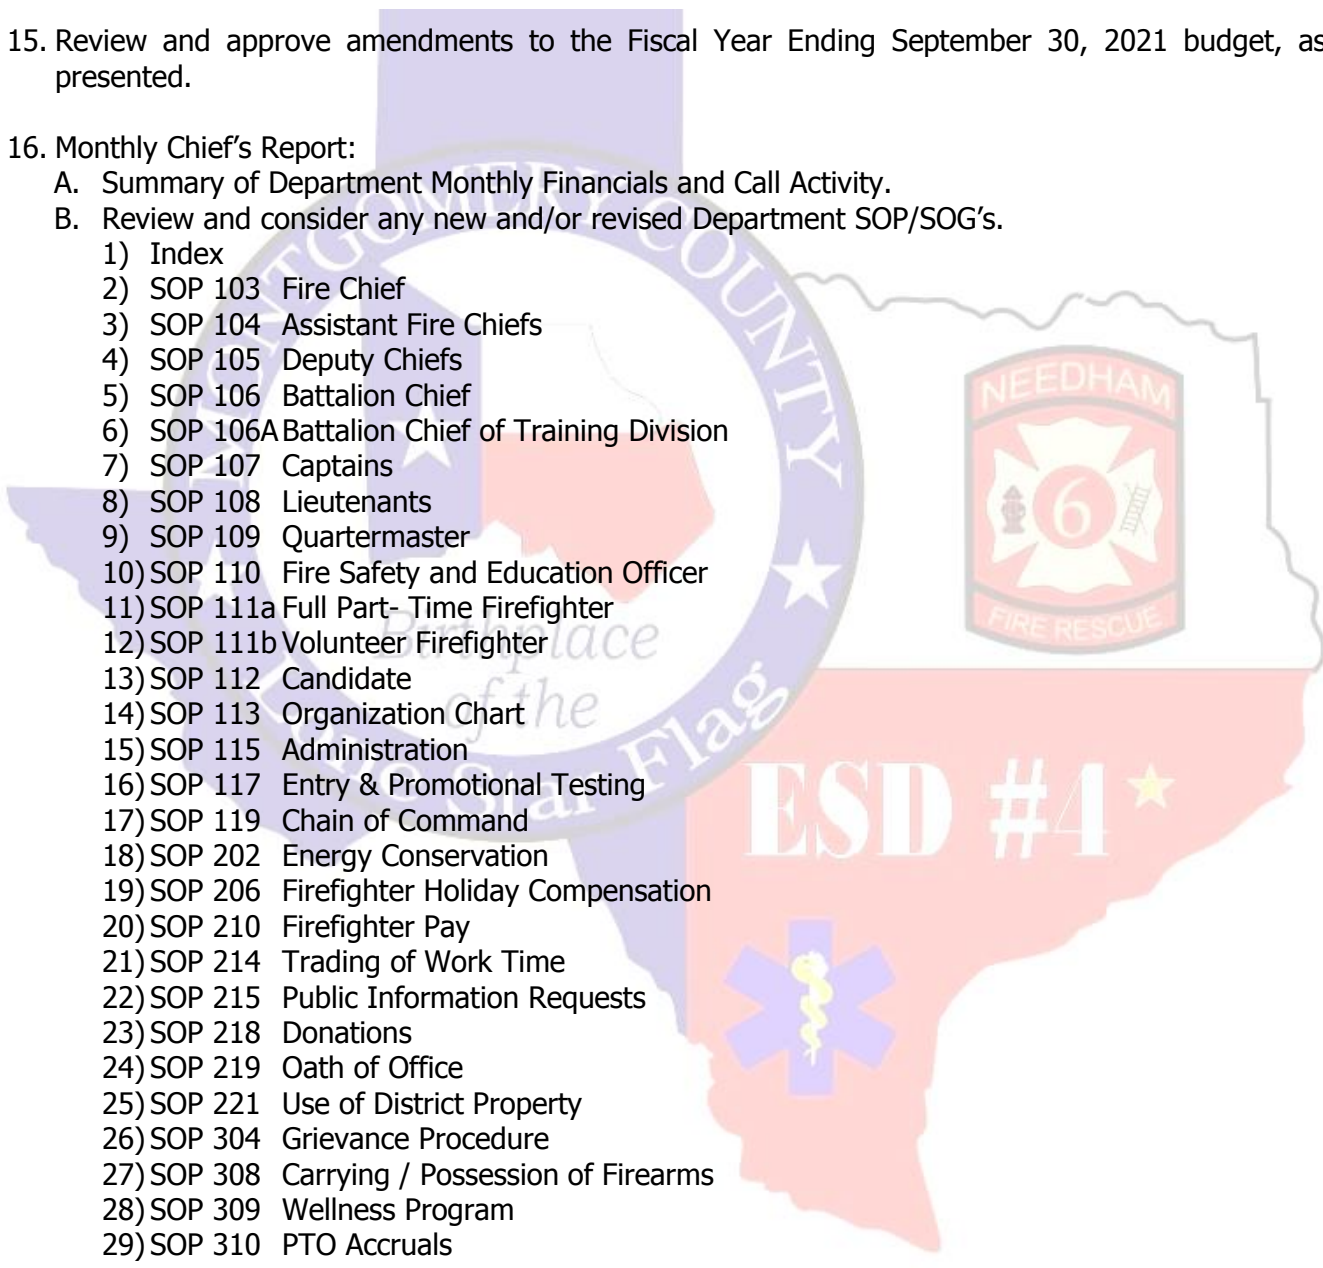 15. Review and approve amendments to the Fiscal Year Ending September 30, 2021 budget, as
presented.
16. Monthly Chief's Report:
A. Summary of Department Monthly Financials and Call Activity.
B. Review and consider any new and/or revised Department SOP/SOG's.
1) Index
2) SOP 103 Fire Chief
3) SOP 104 Assistant Fire Chiefs
4) SOP 105 Deputy Chiefs
5) SOP 106 Battalion Chief
6) SOP 106A Battalion Chief of Training Division
7) SOP 107 Captains
8) SOP 108 Lieutenants
9) SOP 109 Quartermaster
10) SOP 110 Fire Safety and Education Officer
11) SOP 111a Full Part- Time Firefighter
12) SOP 111b Volunteer Firefighter
13) SOP 112 Candidate
14) SOP 113 Organization Chart
15) SOP 115 Administration
16) SOP 117 Entry & Promotional Testing
17) SOP 119 Chain of Command
18) SOP 202 Energy Conservation
19) SOP 206 Firefighter Holiday Compensation
20) SOP 210 Firefighter Pay
21) SOP 214 Trading of Work Time
22) SOP 215 Public Information Requests
23) SOP 218 Donations
24) SOP 219 Oath of Office
25) SOP 221 Use of District Property
26) SOP 304 Grievance Procedure
27) SOP 308 Carrying / Possession of Firearms
28) SOP 309 Wellness Program
29) SOP 310 PTO Accruals
MONTGOMERY COUNTY
Birthplace
of the
Lone Star Flag
NEEDHAM
6
FIRE RESCUE
ESD #4